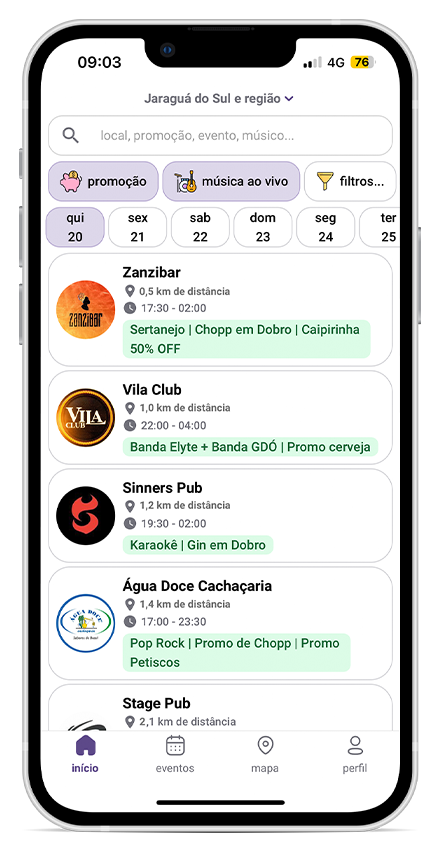 09:03
4G 76
Jaraguá do Sul e região
local, promoção, evento, músico...
promoção música ao vivo filtros...
qui sex sab dom seg ter
20 21 22 23 24 25
Zanzibar
0,5 km de distância
17:30 - 02:00
ZANZIBAR
Sertanejo | Chopp em Dobro | Caipirinha
50% OFF
Vila Club
1,0 km de distância
VILA
CLUB
22:00 - 04:00
Banda Elyte + Banda GDÓ | Promo cerveja
Sinners Pub
1,2 km de distância
19:30 - 02:00
Karaokê | Gin em Dobro
Água Doce Cachaçaria
1,4 km de distância
ÁGUA DOCE
17:00 - 23:30
Pop Rock | Promo de Chopp | Promo
Petiscos
Stage Pub
2,1 km de distância
início eventos mapa perfil